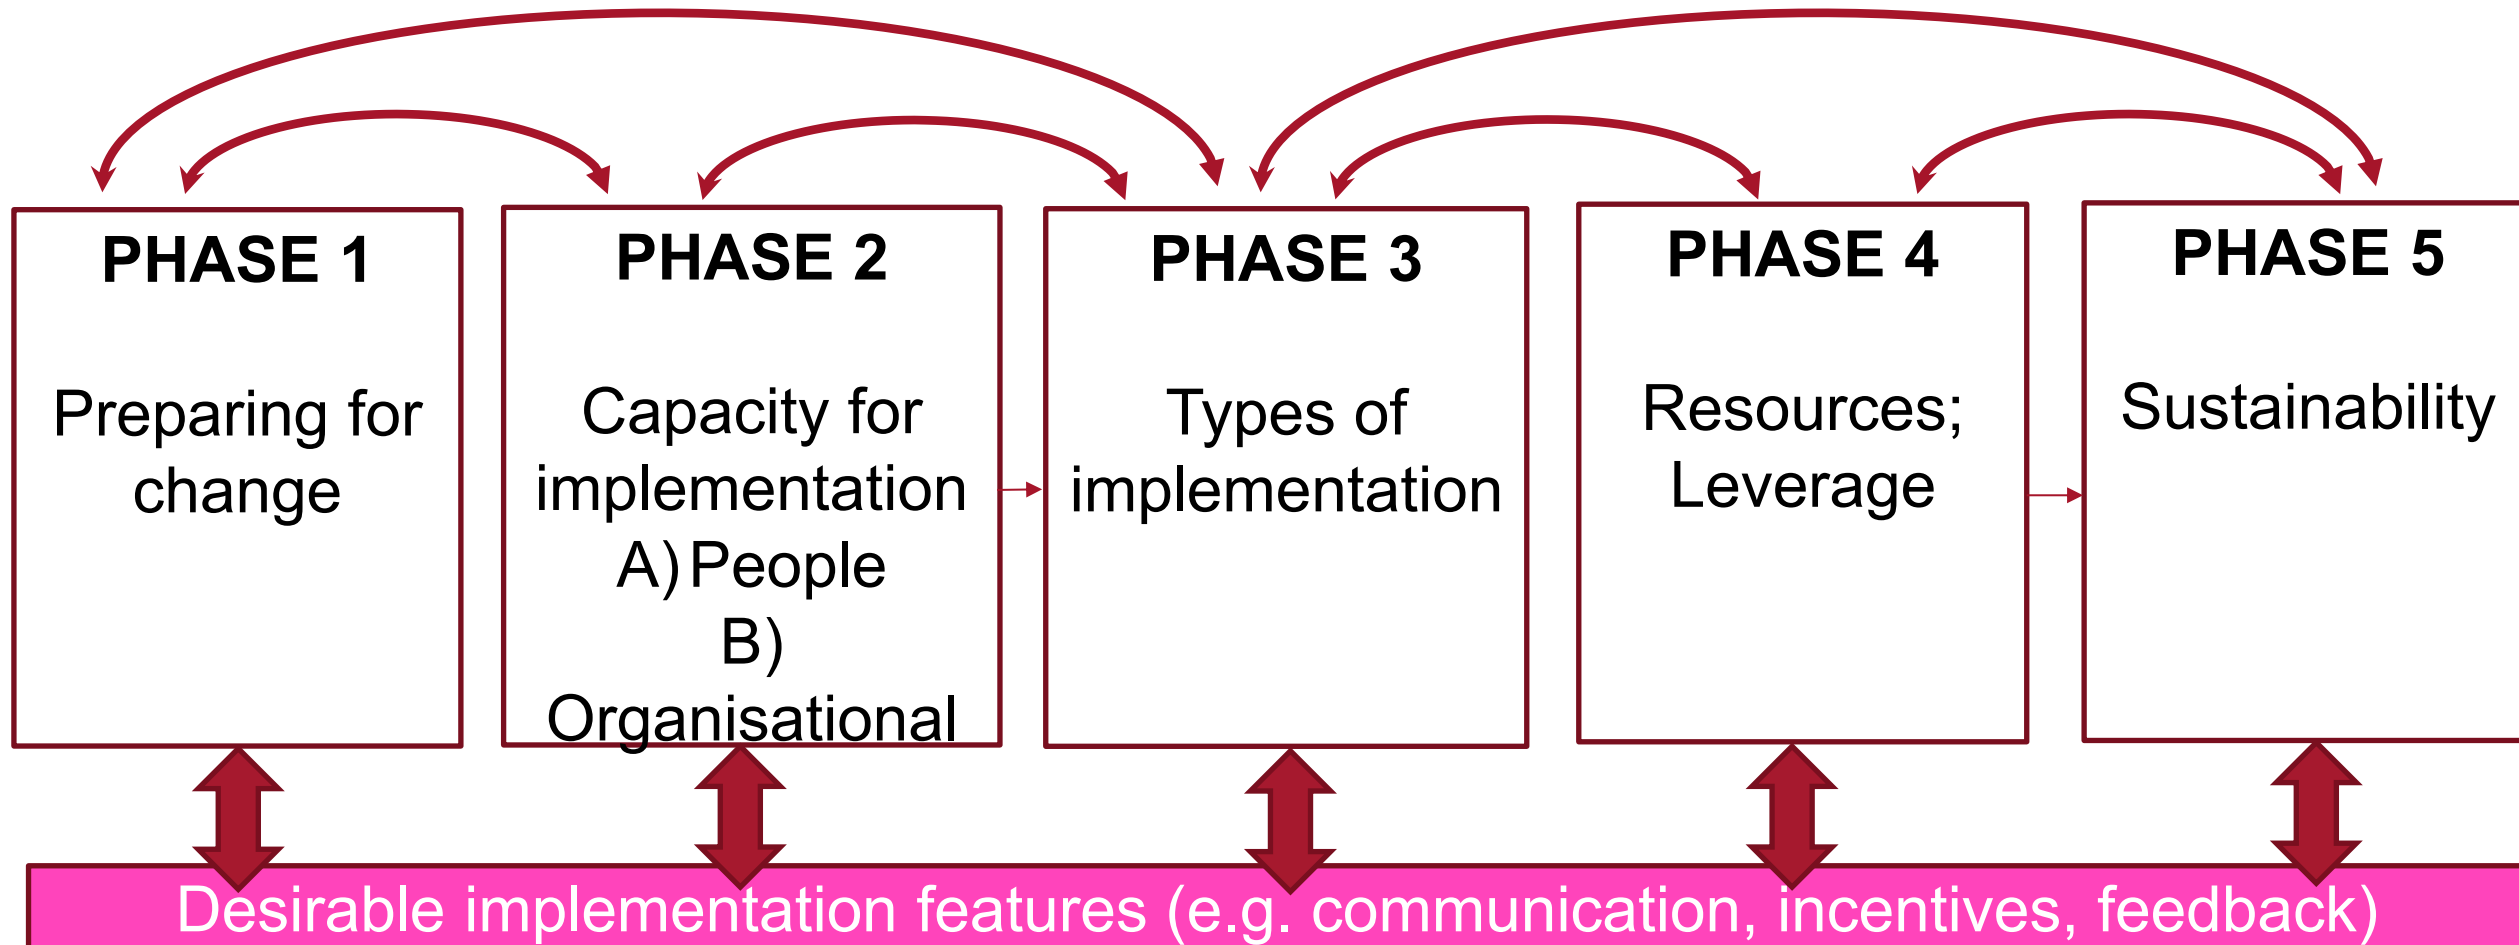 PHASE 1
Preparing for
change
PHASE 2
Capacity for
implementation
A) People
B)
Organisational
PHASE 3
Types of
implementation
PHASE 4
Resources;
Leverage
PHASE 5
Sustainability
Desirable implementation features (e.g. communication, incentives, feedback)